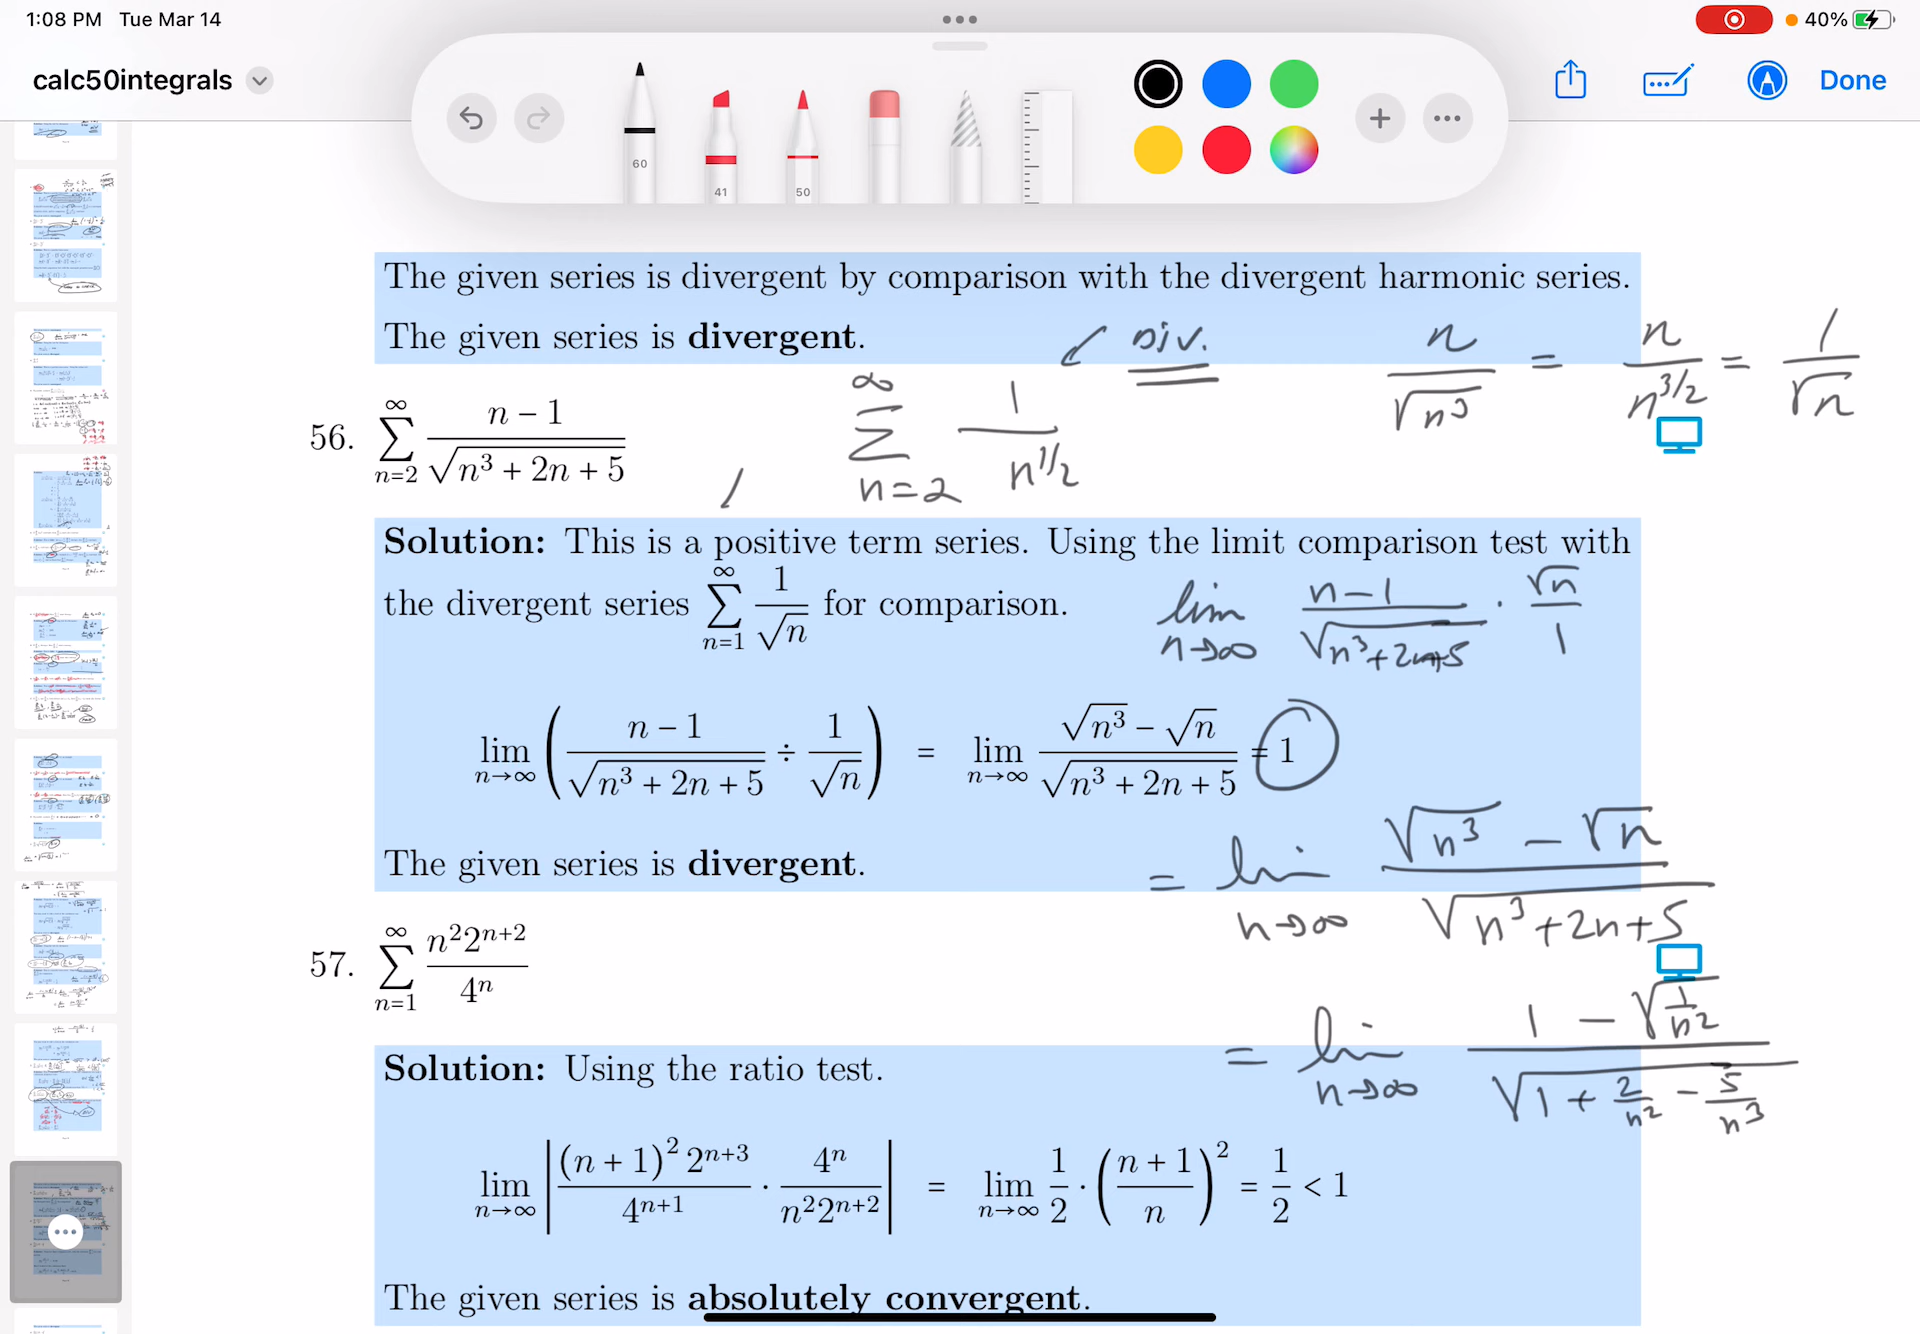 1:08 PM Tue Mar 14
40%
calc50integrals
Done
60
41
50
The given series is divergent by comparison with the divergent harmonic series.
The given series is divergent.
Div.
n/√n³ = n/n^{3/2} = 1/√n
56. ∑_{n=2}^{∞} (n − 1)/√(n³ + 2n + 5)
∑_{n=2}^{∞} 1/n^{1/2}
Solution: This is a positive term series. Using the limit comparison test with
the divergent series ∑_{n=1}^{∞} 1/√n for comparison.
lim_{n→∞} (n−1)/√(n³+2n+5) · √n/1
lim_{n→∞} ((n − 1)/√(n³ + 2n + 5) ÷ 1/√n) = lim_{n→∞} (√n³ − √n)/√(n³ + 2n + 5) = 1
= lim_{n→∞} (√n³ − √n)/√(n³+2n+5)
The given series is divergent.
57. ∑_{n=1}^{∞} n²2^{n+2}/4ⁿ
= lim_{n→∞} (1 − √(1/n²))/√(1 + 2/n² − 5/n³)
Solution: Using the ratio test.
lim_{n→∞} |(n + 1)² 2^{n+3}/4^{n+1} · 4ⁿ/n²2^{n+2}| = lim_{n→∞} 1/2 · ((n + 1)/n)² = 1/2 < 1
The given series is absolutely convergent.